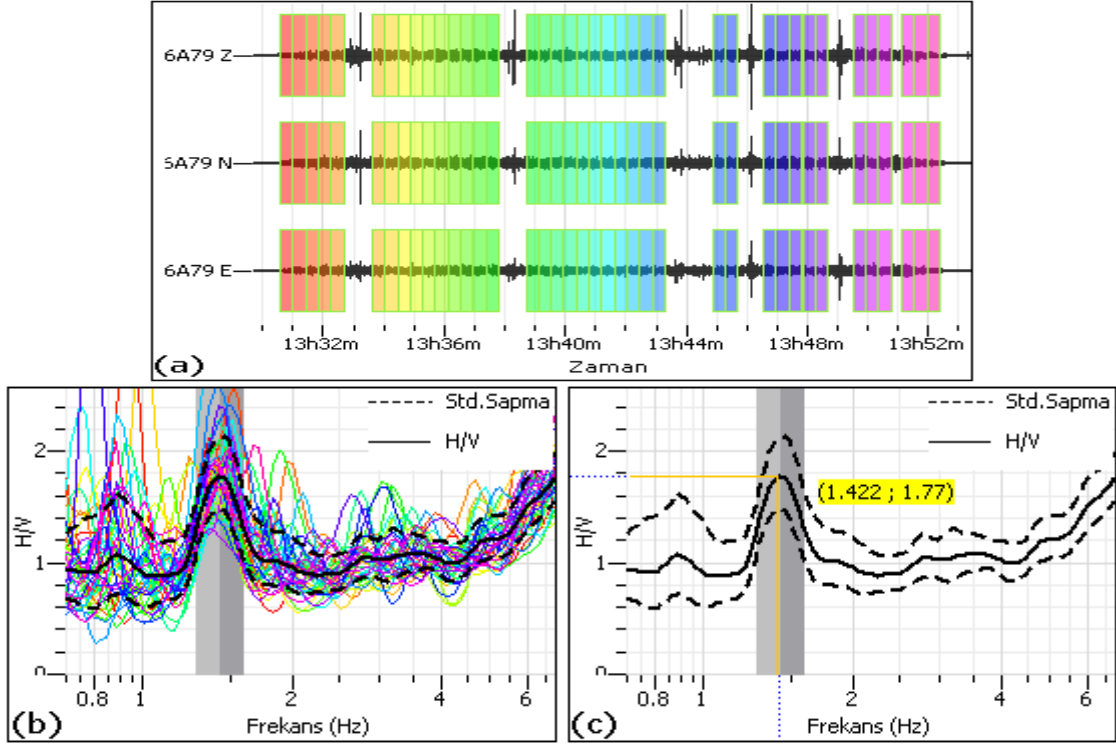 6A79 Z
6A79 N
6A79 E
13h32m 13h36m 13h40m 13h44m 13h48m 13h52m
Zaman
(a)
Std.Sapma
H/V
2
1
0
H/V
0.8 1 2 4 6
Frekans (Hz)
(b)
Std.Sapma
H/V
2
(1.422 ; 1.77)
1
0
H/V
0.8 1 2 4 6
Frekans (Hz)
(c)